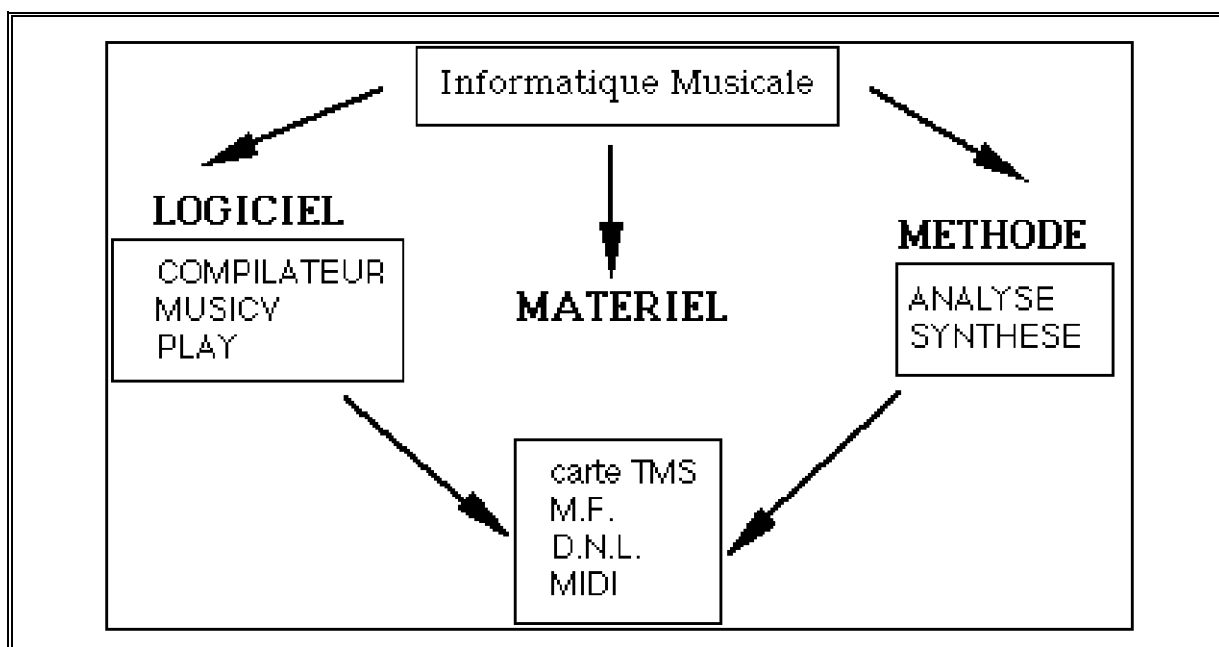 Informatique Musicale
LOGICIEL
COMPILATEUR
MUSICV
PLAY
MATERIEL
METHODE
ANALYSE
SYNTHESE
carte TMS
M.F.
D.N.L.
MIDI